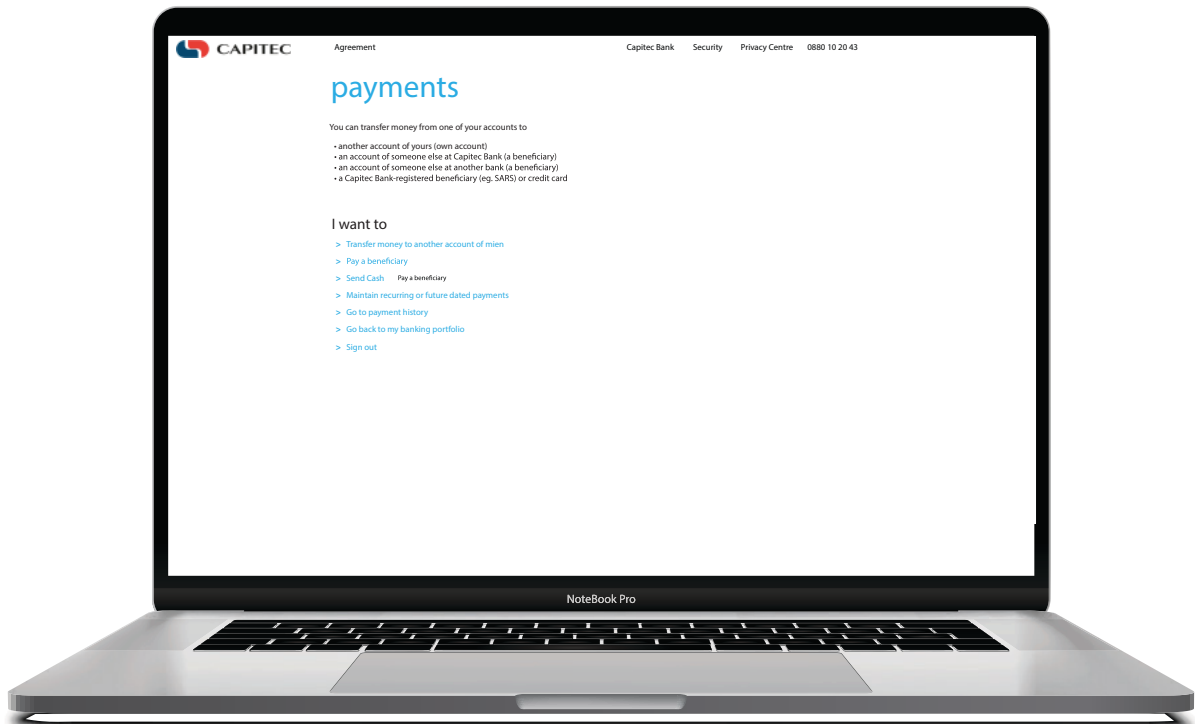 CAPITEC Agreement Capitec Bank Security Privacy Centre 0880 10 20 43
payments
You can transfer money from one of your accounts to
• another account of yours (own account)
• an account of someone else at Capitec Bank (a beneficiary)
• an account of someone else at another bank (a beneficiary)
• a Capitec Bank-registered beneficiary (eg. SARS) or credit card
I want to
> Transfer money to another account of mien
> Pay a beneficiary
> Send Cash Pay a beneficiary
> Maintain recurring or future dated payments
> Go to payment history
> Go back to my banking portfolio
> Sign out
NoteBook Pro